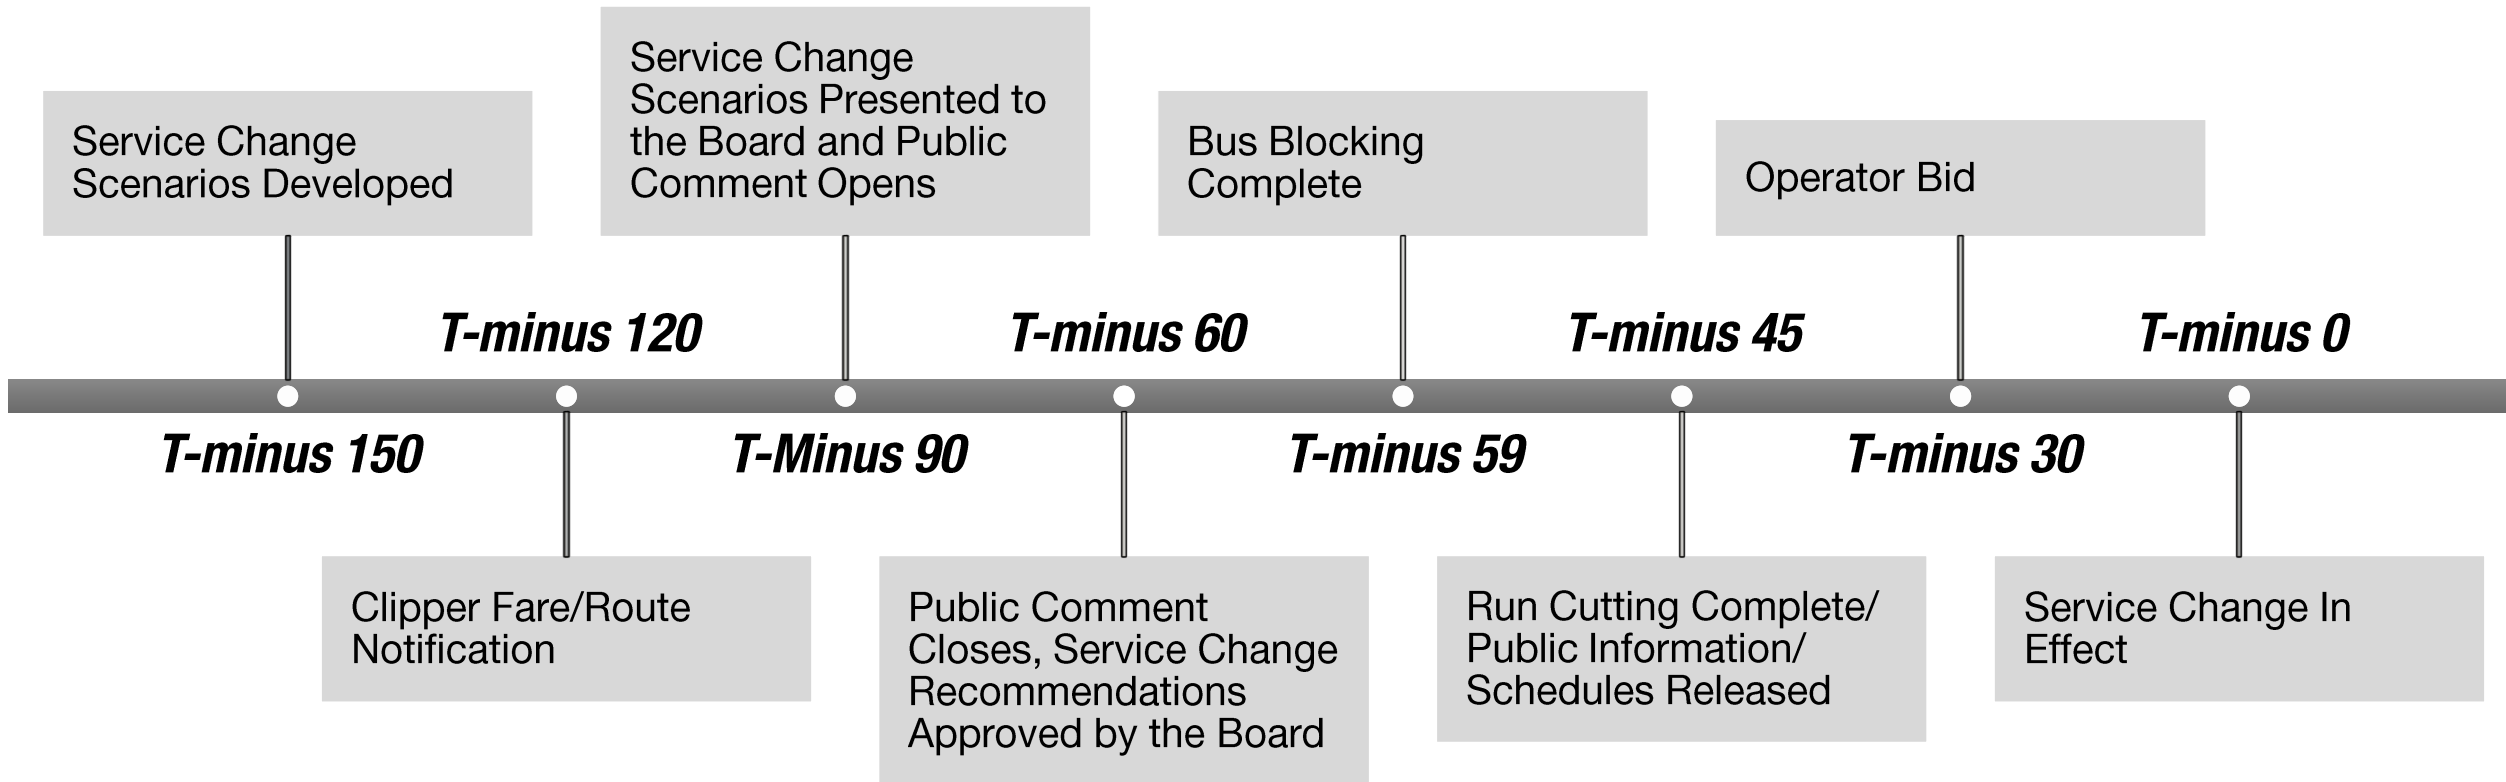 Service Change
Scenarios Developed
T-minus 150
T-minus 120
Clipper Fare/Route
Notification
Service Change
Scenarios Presented to
the Board and Public
Comment Opens
T-Minus 90
T-minus 60
Public Comment
Closes, Service Change
Recommendations
Approved by the Board
Bus Blocking
Complete
T-minus 59
T-minus 45
Run Cutting Complete/
Public Information/
Schedules Released
Operator Bid
T-minus 30
T-minus 0
Service Change In
Effect